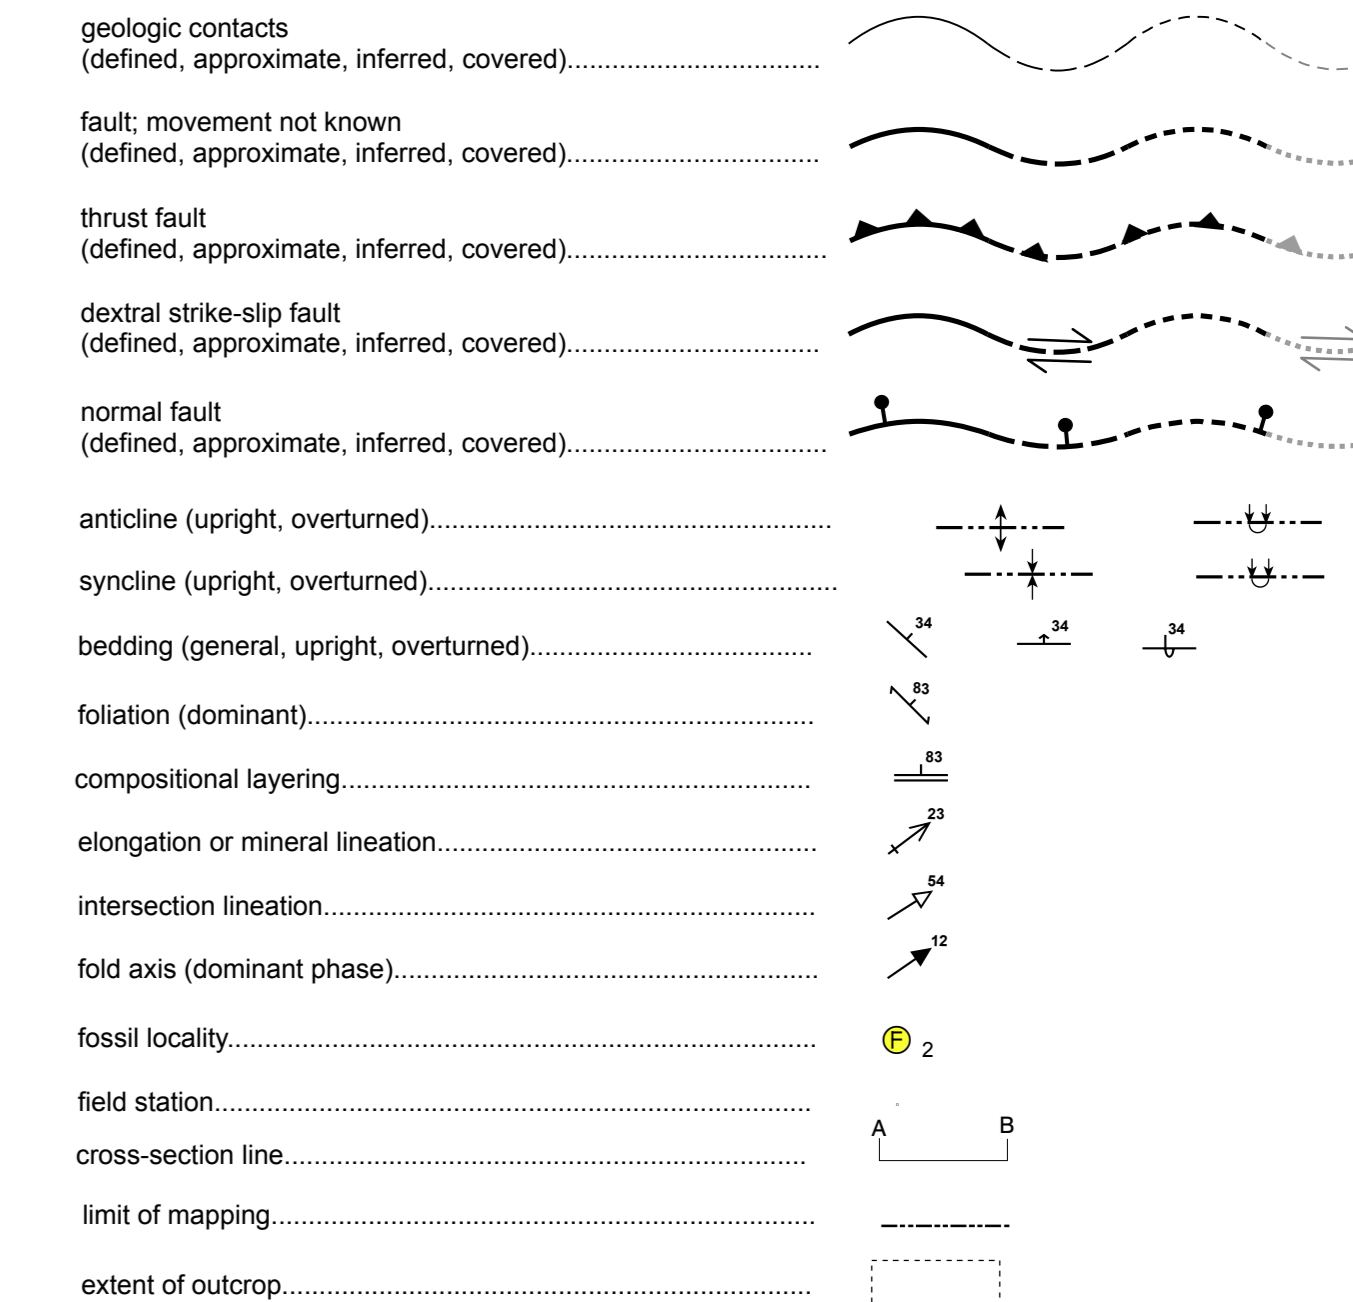 geologic contacts
(defined, approximate, inferred, covered)..................................
fault; movement not known
(defined, approximate, inferred, covered)..................................
thrust fault
(defined, approximate, inferred, covered)...................................
dextral strike-slip fault
(defined, approximate, inferred, covered)..................................
normal fault
(defined, approximate, inferred, covered)...................................
anticline (upright, overturned)......................................................
syncline (upright, overturned).......................................................
bedding (general, upright, overturned)...................................... 34 34 34
foliation (dominant).................................................................... 83
compositional layering............................................................... 83
elongation or mineral lineation................................................... 23
intersection lineation.................................................................. 54
fold axis (dominant phase)......................................................... 12
fossil locality............................................................................... F 2
field station................................................................................
A B
cross-section line......................................................................
limit of mapping.........................................................................
extent of outcrop.......................................................................